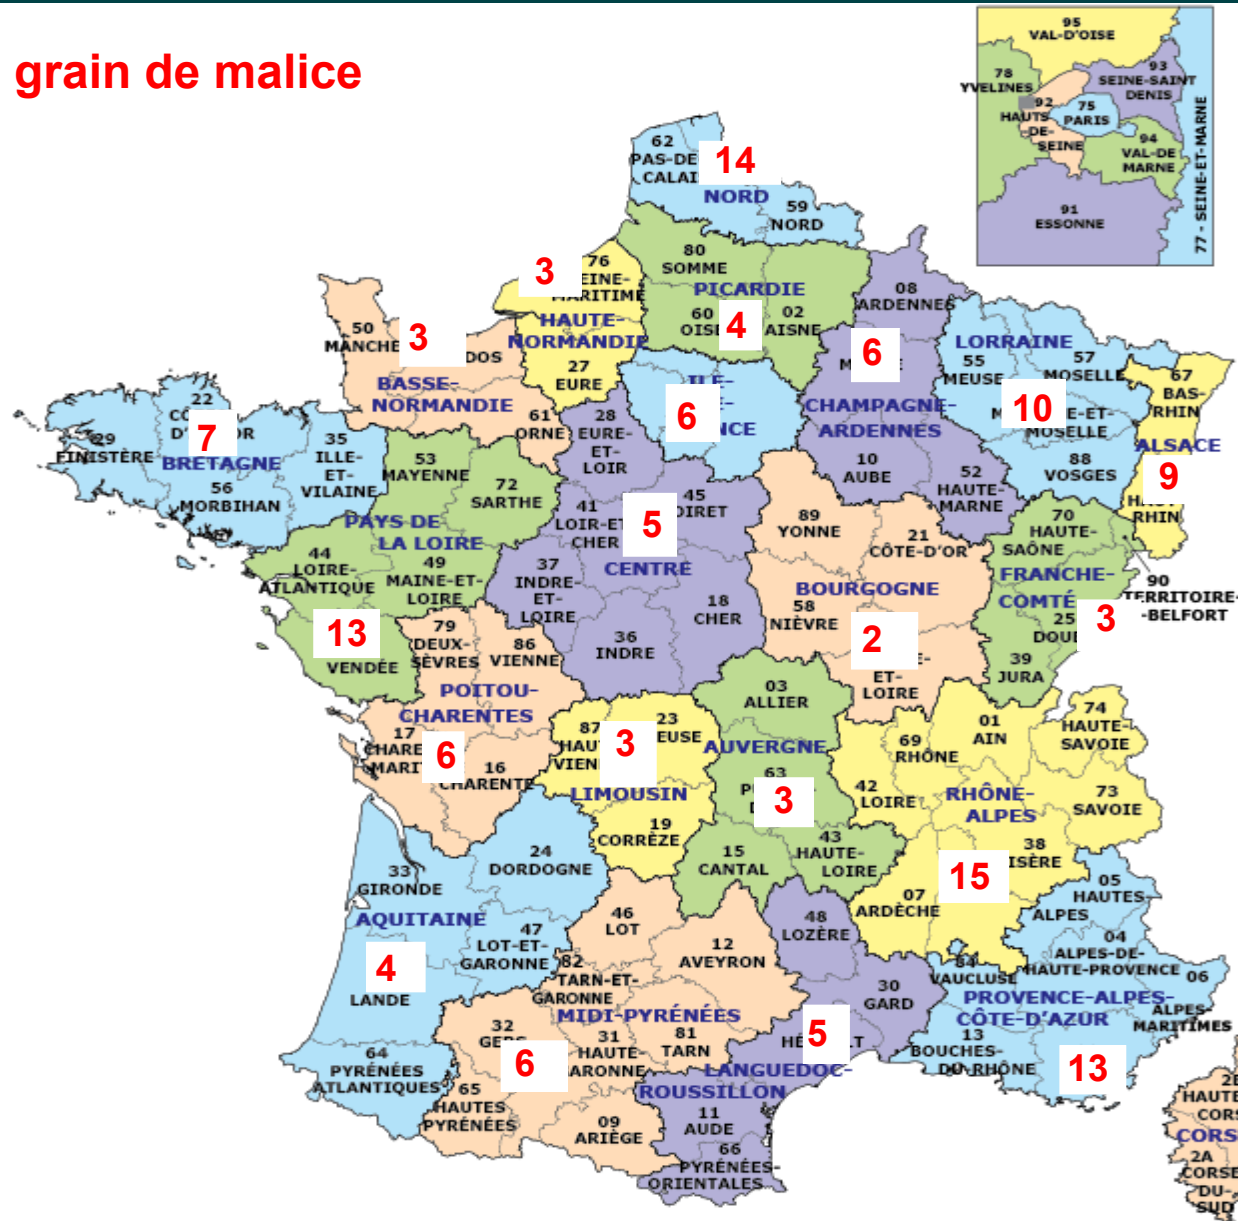 grain de malice
95
VAL-D'OISE
78
YVELINES
93
SEINE-SAINT
DENIS
92
HAUTS
-DE-
SEINE
75
PARIS
94
VAL-DE
MARNE
91
ESSONNE
77 - SEINE-ET-MARNE
62
PAS-DE
CALAI
14
NORD
59
NORD
80
SOMME
PICARDIE
60
OISE
4
02
AISNE
3
76
EINE-
MARITIME
HAUTE-
NORMANDIE
27
EURE
50
MANCHE
3
DOS
BASSE-
NORMANDIE
61
ORNE
08
ARDENNES
6
M
CHAMPAGNE-
ARDENNES
10
AUBE
52
HAUTE-
MARNE
LORRAINE
55
MEUSE
57
MOSELLE
10
E-ET-
MOSELLE
88
VOSGES
67
BAS-
RHIN
ALSACE
9
RHIN
ILE-
6
NCE
22
CÔ
D'
OR
7
29
FINISTÈRE
BRETAGNE
35
ILLE-
ET-
VILAINE
56
MORBIHAN
53
MAYENNE
72
SARTHE
PAYS DE
LA LOIRE
44
LOIRE-
ATLANTIQUE
49
MAINE-ET-
LOIRE
13
VENDÉE
28
EURE-
ET-
LOIR
45
OIRET
41
LOIR-ET
CHER
5
CENTRE
37
INDRE-
ET-
LOIRE
18
CHER
36
INDRE
89
YONNE
21
CÔTE-D'OR
BOURGOGNE
58
NIÈVRE
2
E-
ET-
LOIRE
70
HAUTE-
SAÔNE
FRANCHE-
COMTÉ
90
TERRITOIRE-
-BELFORT
25
DOU
3
39
JURA
79
DEUX-
SÈVRES
86
VIENNE
POITOU-
CHARENTES
17
CHARE
MARIT
6
16
CHARENTE
87
HAU
VIEN
23
EUSE
3
LIMOUSIN
19
CORRÈZE
03
ALLIER
AUVERGNE
63
P
D
3
15
CANTAL
43
HAUTE-
LOIRE
01
AIN
74
HAUTE-
SAVOIE
69
RHÔNE
42
LOIRE
RHÔNE-
ALPES
73
SAVOIE
38
ISÈRE
15
07
ARDÈCHE
33
GIRONDE
24
DORDOGNE
AQUITAINE
47
LOT-ET-
GARONNE
4
LANDE
64
PYRÉNÉES
ATLANTIQUES
46
LOT
12
AVEYRON
82
TARN-ET-
GARONNE
MIDI-PYRÉNÉES
32
GERS
6
31
HAUTE-
ARONNE
81
TARN
65
HAUTES
PYRÉNÉES
09
ARIÈGE
48
LOZÈRE
30
GARD
HÉ
5
LT
LANGUEDOC-
ROUSSILLON
11
AUDE
66
PYRÉNÉES-
ORIENTALES
05
HAUTES-
ALPES
04
ALPES-DE-
HAUTE-PROVENCE
84
VAUCLUSE
06
ALPES-
MARITIMES
PROVENCE-ALPES-
CÔTE-D'AZUR
13
BOUCHES-
DU-RHÔNE
13
2B
HAUTE
CORS
CORS
2A
CORSE
DU-
SUD